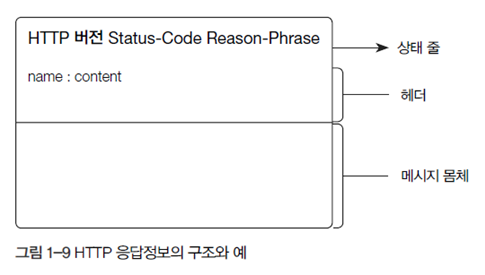 HTTP 버전 Status-Code Reason-Phrase
상태 줄
name : content
헤더
메시지 몸체
그림 1-9 HTTP 응답정보의 구조와 예